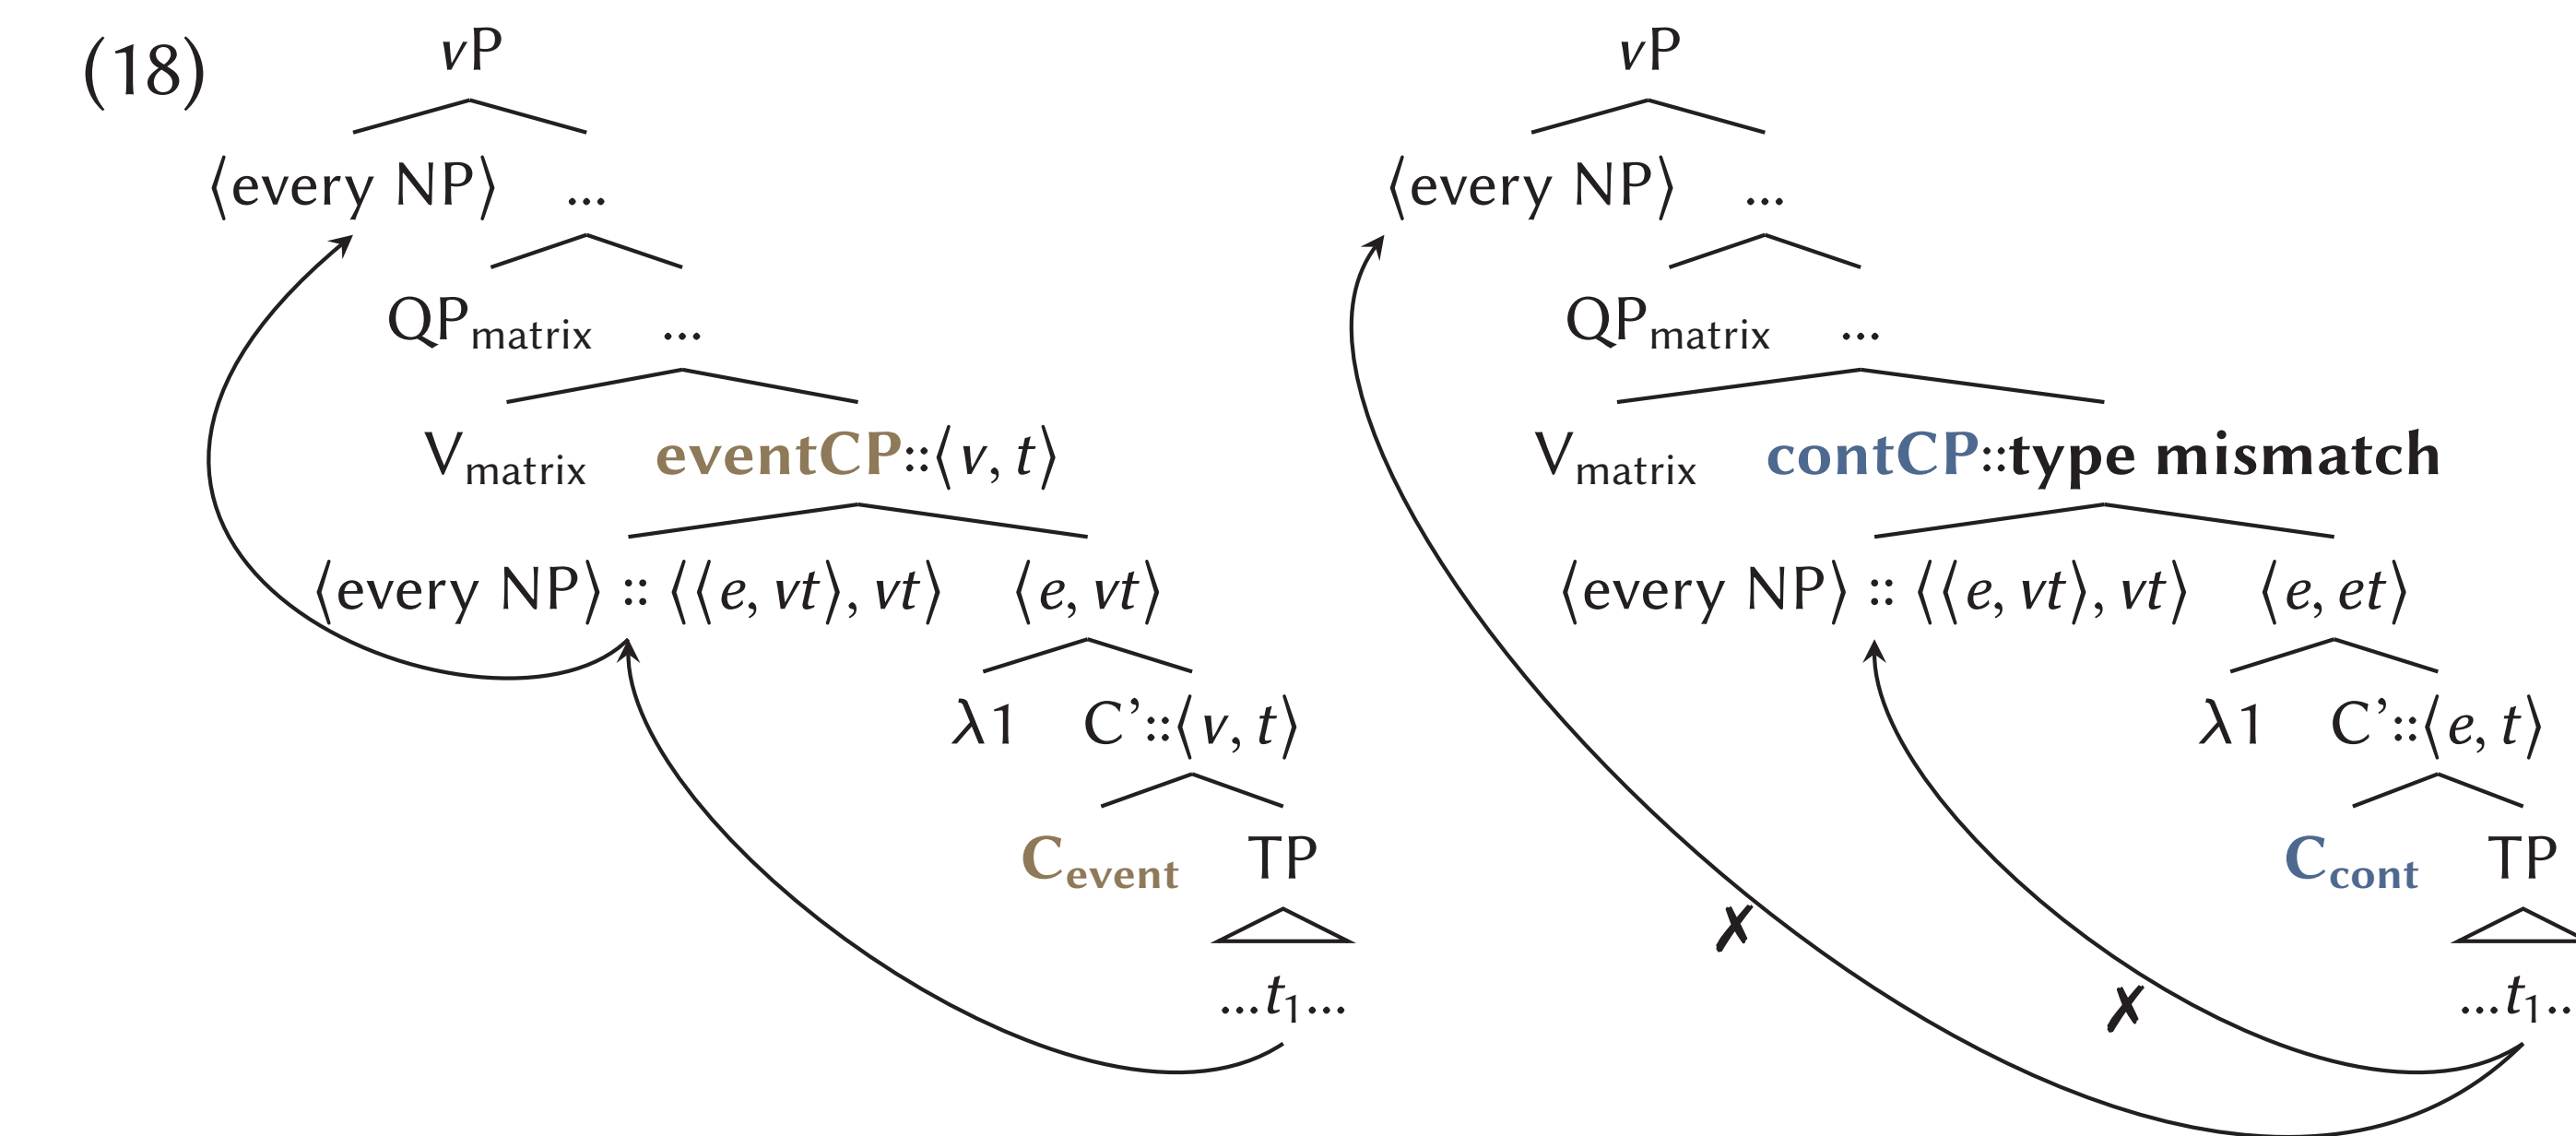 (18) vP vP
⟨every NP⟩ ... ⟨every NP⟩ ...
QPmatrix ... QPmatrix ...
Vmatrix eventCP::⟨v, t⟩ Vmatrix contCP::type mismatch
⟨every NP⟩ :: ⟨⟨e, vt⟩, vt⟩ ⟨e, vt⟩ ⟨every NP⟩ :: ⟨⟨e, vt⟩, vt⟩ ⟨e, et⟩
λ1 C’::⟨v, t⟩ λ1 C’::⟨e, t⟩
Cevent TP Ccont TP
✗
...t1... ✗ ...t1..